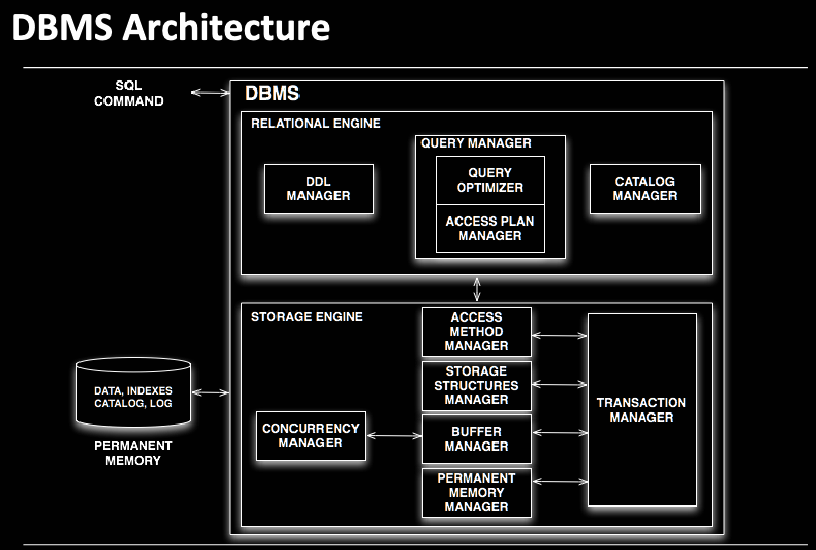 DBMS Architecture
SQL
COMMAND
DBMS
RELATIONAL ENGINE
DDL
MANAGER
QUERY MANAGER
QUERY
OPTIMIZER
ACCESS PLAN
MANAGER
CATALOG
MANAGER
STORAGE ENGINE
ACCESS
METHOD
MANAGER
STORAGE
STRUCTURES
MANAGER
BUFFER
MANAGER
PERMANENT
MEMORY
MANAGER
CONCURRENCY
MANAGER
TRANSACTION
MANAGER
DATA, INDEXES
CATALOG, LOG
PERMANENT
MEMORY